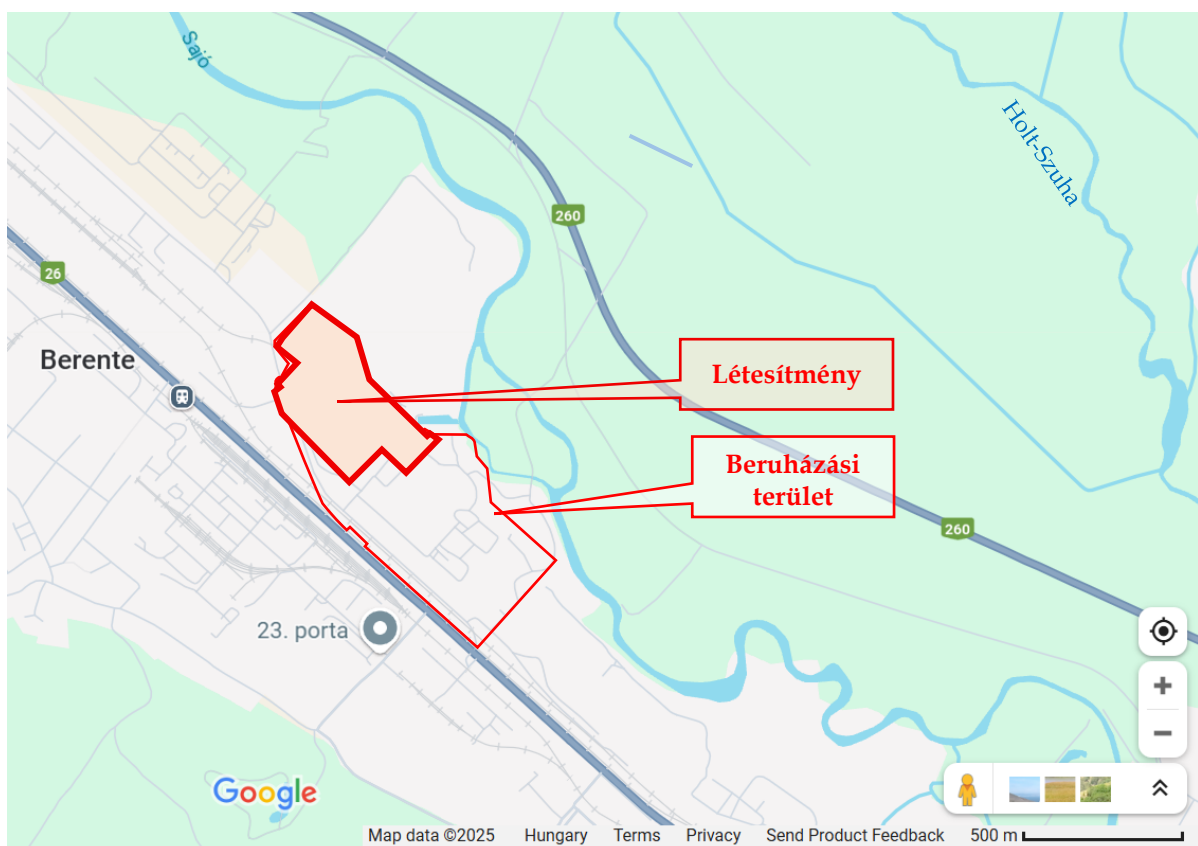 Sajó
Holt-Szuha
260
26
Berente
Létesítmény
Beruházási
terület
260
23. porta
Google
Map data ©2025 Hungary Terms Privacy Send Product Feedback 500 m